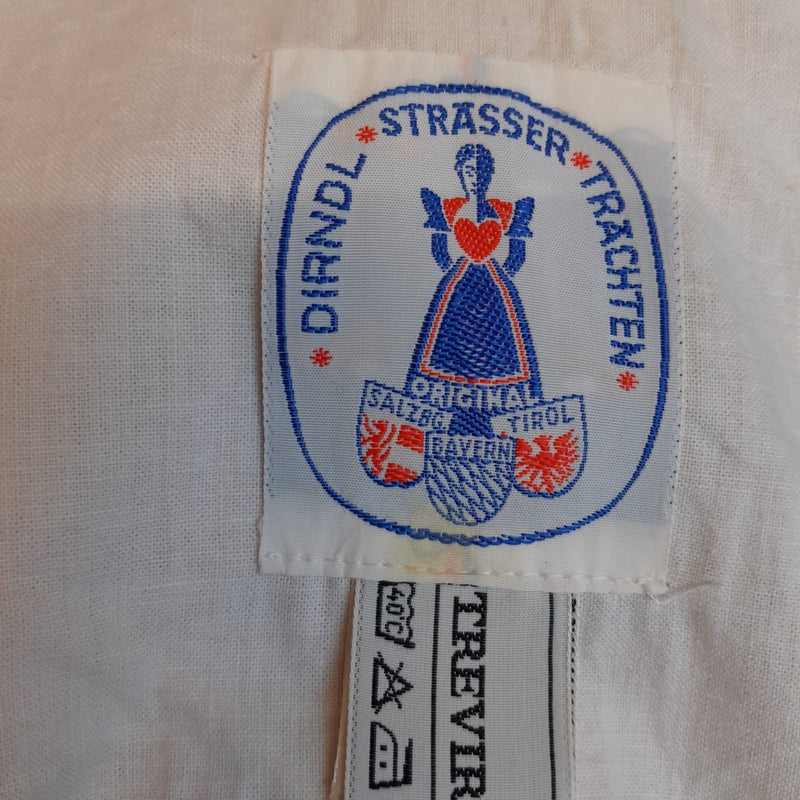 * DIRNDL * STRASSER * TRACHTEN *
ORIGINAL
SALZBG
TIROL
BAYERN
40°C
TREVIR